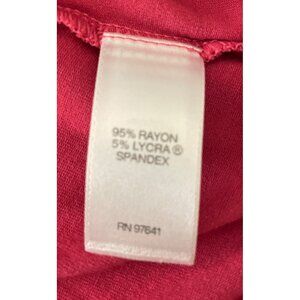 95% RAYON
5% LYCRA ®
SPANDEX
RN 97641